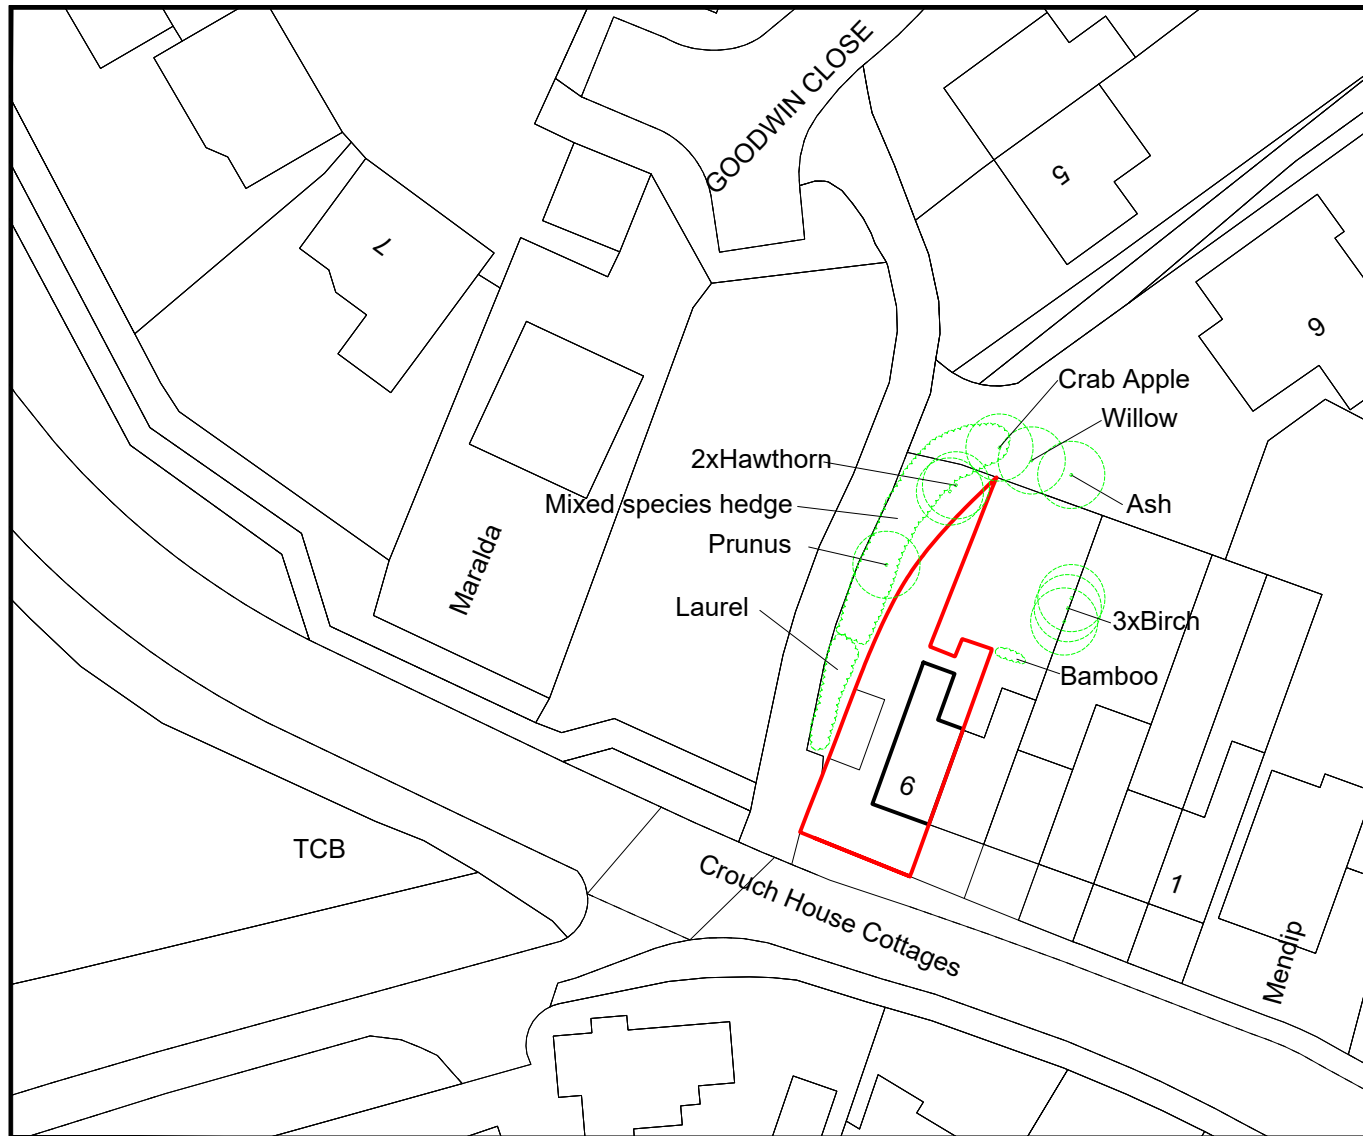 GOODWIN CLOSE
5
7
6
Crab Apple
Willow
2xHawthorn
Ash
Mixed species hedge
Prunus
Maralda
Laurel
3xBirch
Bamboo
6
TCB
Crouch House Cottages
1
Mendip